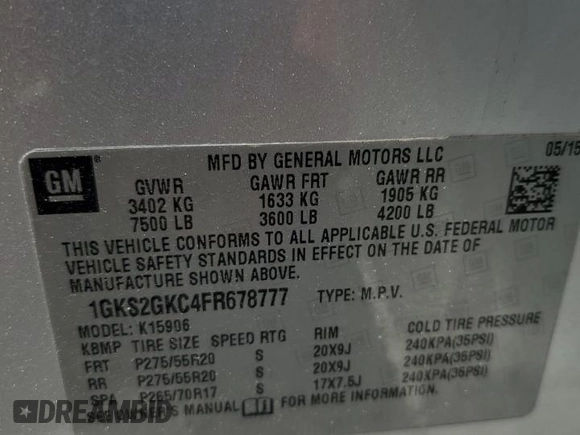 GM
MFD BY GENERAL MOTORS LLC
05/15
GVWR GAWR FRT GAWR RR
3402 KG 1633 KG 1905 KG
7500 LB 3600 LB 4200 LB
THIS VEHICLE CONFORMS TO ALL APPLICABLE U.S. FEDERAL MOTOR
VEHICLE SAFETY STANDARDS IN EFFECT ON THE DATE OF
MANUFACTURE SHOWN ABOVE.
1GKS2GKC4FR678777 TYPE: M.P.V.
MODEL: K15906
KBMP TIRE SIZE SPEED RTG RIM COLD TIRE PRESSURE
FRT P275/55R20 S 20X9J 240KPA(35PSI)
RR P275/55R20 S 20X9J 240KPA(35PSI)
SPA P265/70R17 S 17X7.5J 240KPA(35PSI)
SEE OWNER'S MANUAL FOR MORE INFORMATION.
DREAMBID